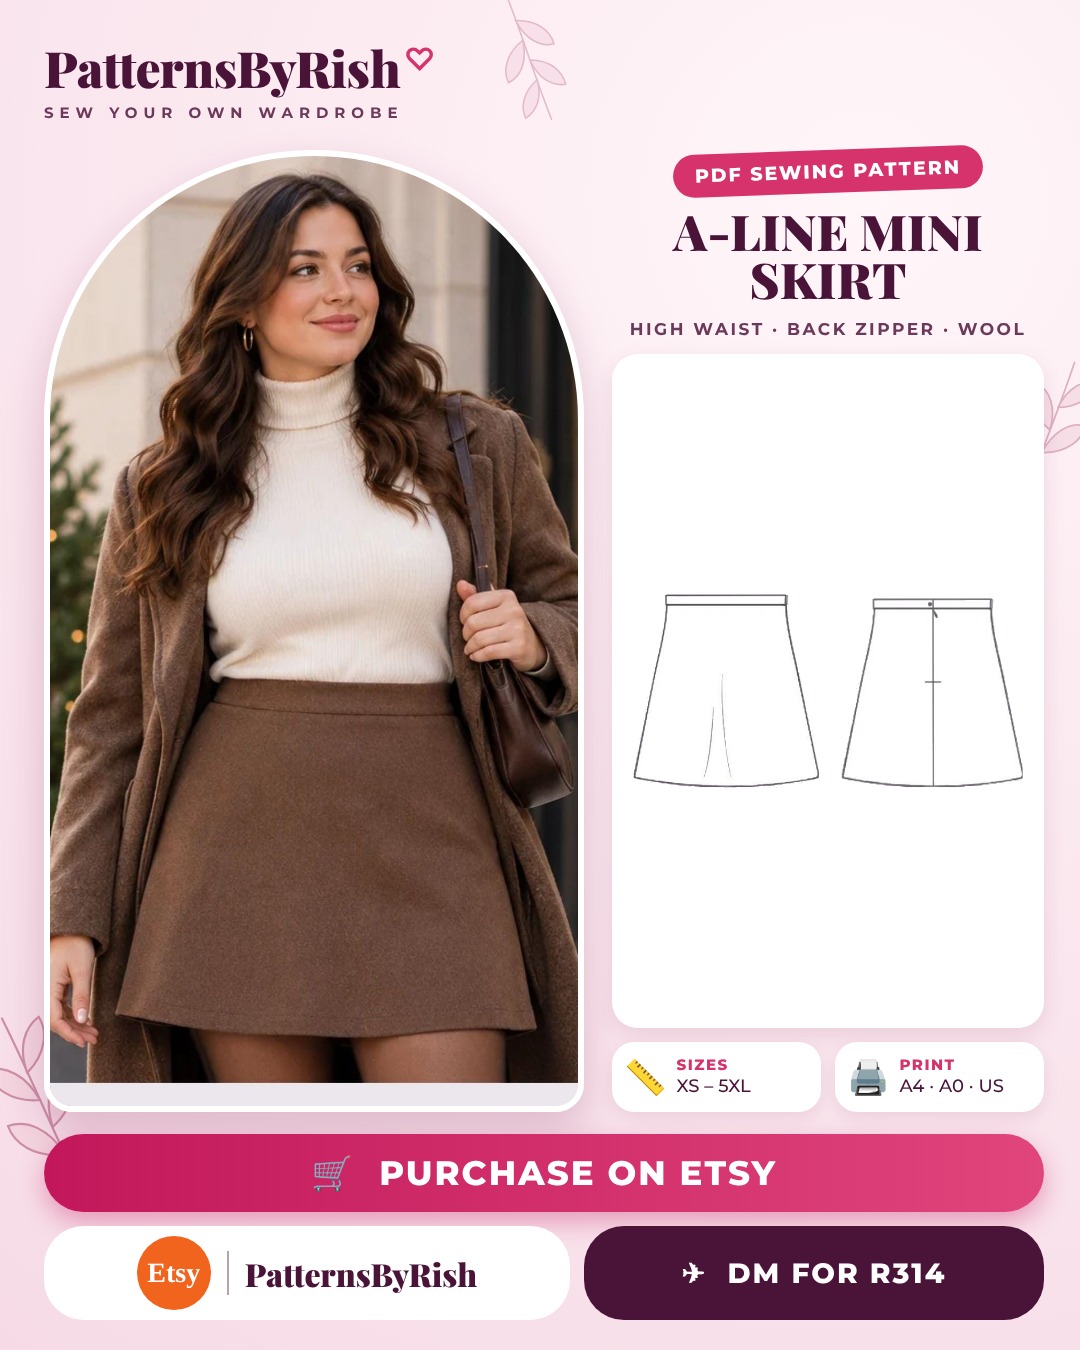 PatternsByRish
SEW YOUR OWN WARDROBE
PDF SEWING PATTERN
A-LINE MINI
SKIRT
HIGH WAIST · BACK ZIPPER · WOOL
SIZES
XS – 5XL
PRINT
A4 · A0 · US
PURCHASE ON ETSY
Etsy
PatternsByRish
DM FOR R314